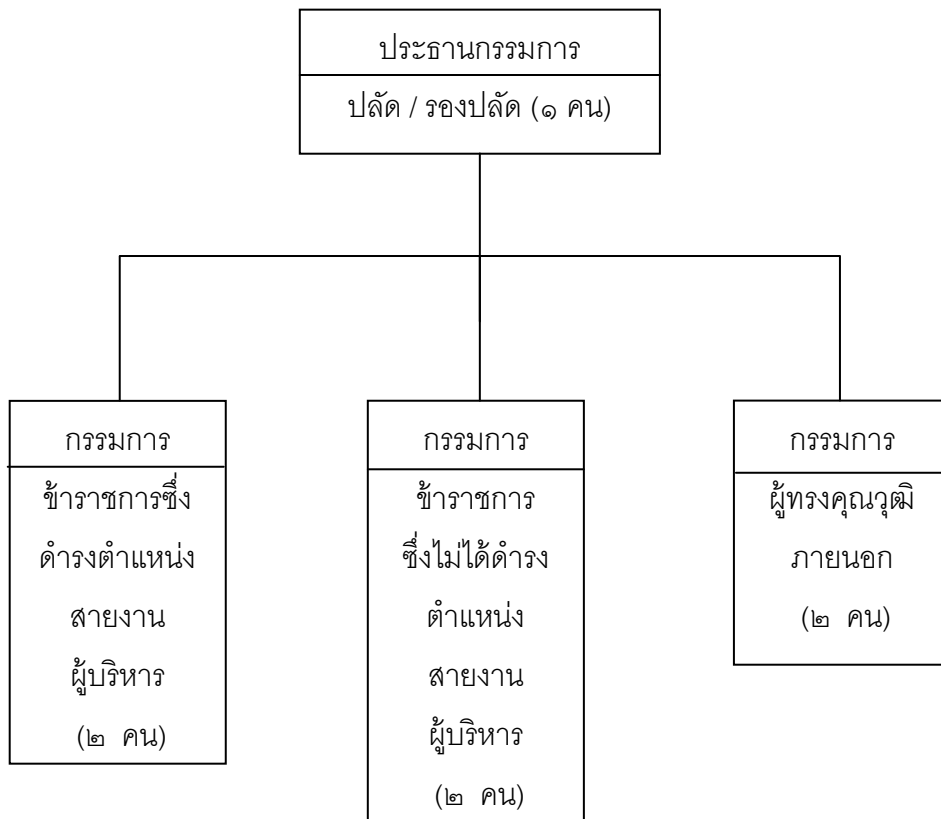 ประธานกรรมการ
ปลัด / รองปลัด (๑ คน)
กรรมการ
ข้าราชการซึ่ง
ดำรงตำแหน่ง
สายงาน
ผู้บริหาร
(๒ คน)
กรรมการ
ข้าราชการ
ซึ่งไม่ได้ดำรง
ตำแหน่ง
สายงาน
ผู้บริหาร
(๒ คน)
กรรมการ
ผู้ทรงคุณวุฒิ
ภายนอก
(๒ คน)